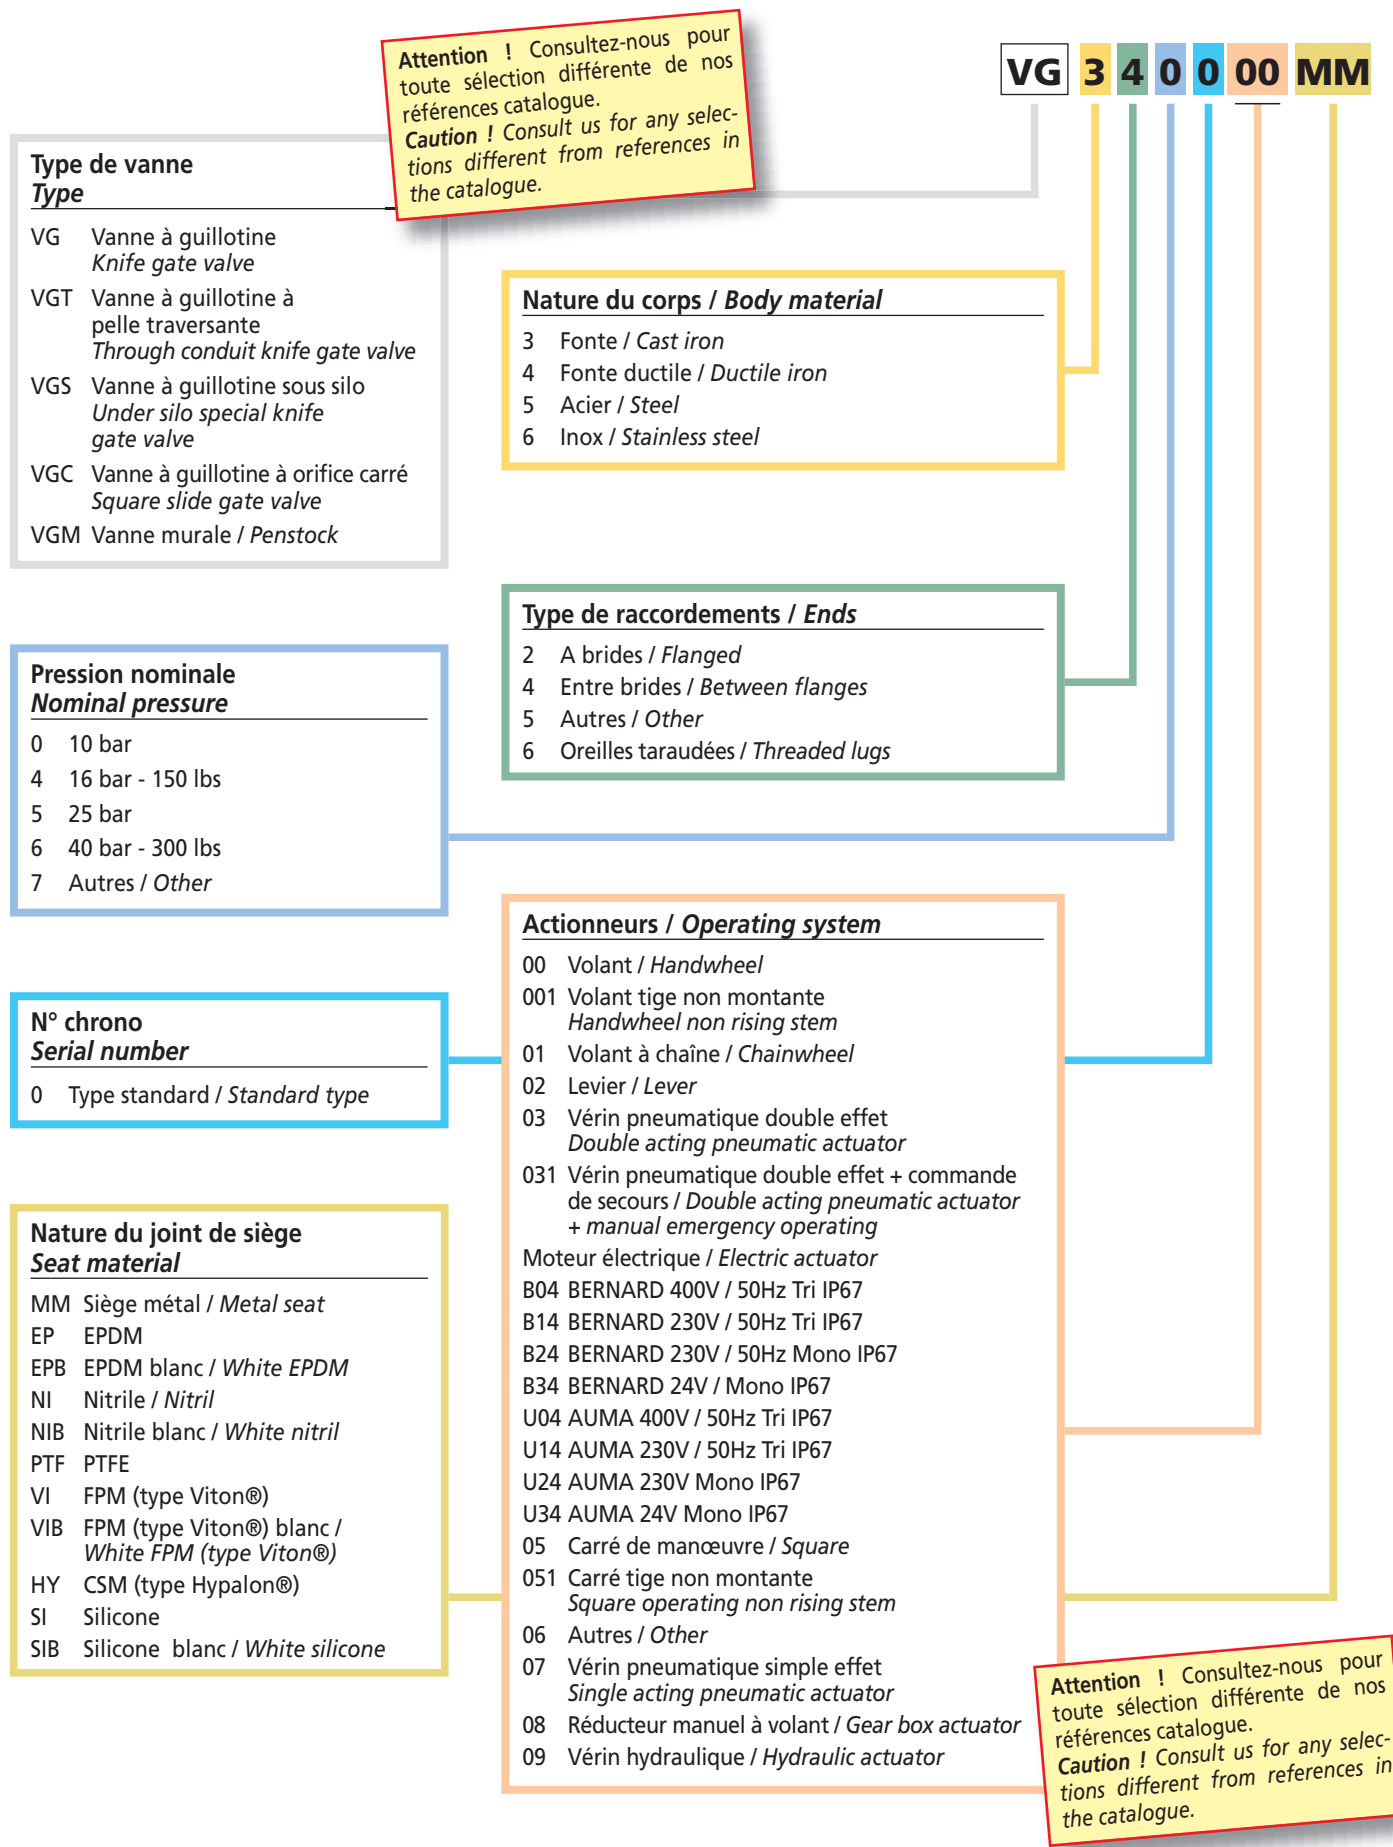 Attention ! Consultez-nous pour
toute sélection différente de nos
références catalogue.
Caution ! Consult us for any selec-
tions different from references in
the catalogue.
VG 3 4 0 0 00 MM
Type de vanne
Type
VG Vanne à guillotine
Knife gate valve
VGT Vanne à guillotine à
pelle traversante
Through conduit knife gate valve
VGS Vanne à guillotine sous silo
Under silo special knife
gate valve
VGC Vanne à guillotine à orifice carré
Square slide gate valve
VGM Vanne murale / Penstock
Nature du corps / Body material
3 Fonte / Cast iron
4 Fonte ductile / Ductile iron
5 Acier / Steel
6 Inox / Stainless steel
Type de raccordements / Ends
2 A brides / Flanged
4 Entre brides / Between flanges
5 Autres / Other
6 Oreilles taraudées / Threaded lugs
Pression nominale
Nominal pressure
0 10 bar
4 16 bar - 150 lbs
5 25 bar
6 40 bar - 300 lbs
7 Autres / Other
N° chrono
Serial number
0 Type standard / Standard type
Nature du joint de siège
Seat material
MM Siège métal / Metal seat
EP EPDM
EPB EPDM blanc / White EPDM
NI Nitrile / Nitril
NIB Nitrile blanc / White nitril
PTF PTFE
VI FPM (type Viton®)
VIB FPM (type Viton®) blanc /
White FPM (type Viton®)
HY CSM (type Hypalon®)
SI Silicone
SIB Silicone blanc / White silicone
Actionneurs / Operating system
00 Volant / Handwheel
001 Volant tige non montante
Handwheel non rising stem
01 Volant à chaîne / Chainwheel
02 Levier / Lever
03 Vérin pneumatique double effet
Double acting pneumatic actuator
031 Vérin pneumatique double effet + commande
de secours / Double acting pneumatic actuator
+ manual emergency operating
Moteur électrique / Electric actuator
B04 BERNARD 400V / 50Hz Tri IP67
B14 BERNARD 230V / 50Hz Tri IP67
B24 BERNARD 230V / 50Hz Mono IP67
B34 BERNARD 24V / Mono IP67
U04 AUMA 400V / 50Hz Tri IP67
U14 AUMA 230V / 50Hz Tri IP67
U24 AUMA 230V Mono IP67
U34 AUMA 24V Mono IP67
05 Carré de manœuvre / Square
051 Carré tige non montante
Square operating non rising stem
06 Autres / Other
07 Vérin pneumatique simple effet
Single acting pneumatic actuator
08 Réducteur manuel à volant / Gear box actuator
09 Vérin hydraulique / Hydraulic actuator
Attention ! Consultez-nous pour
toute sélection différente de nos
références catalogue.
Caution ! Consult us for any selec-
tions different from references in
the catalogue.